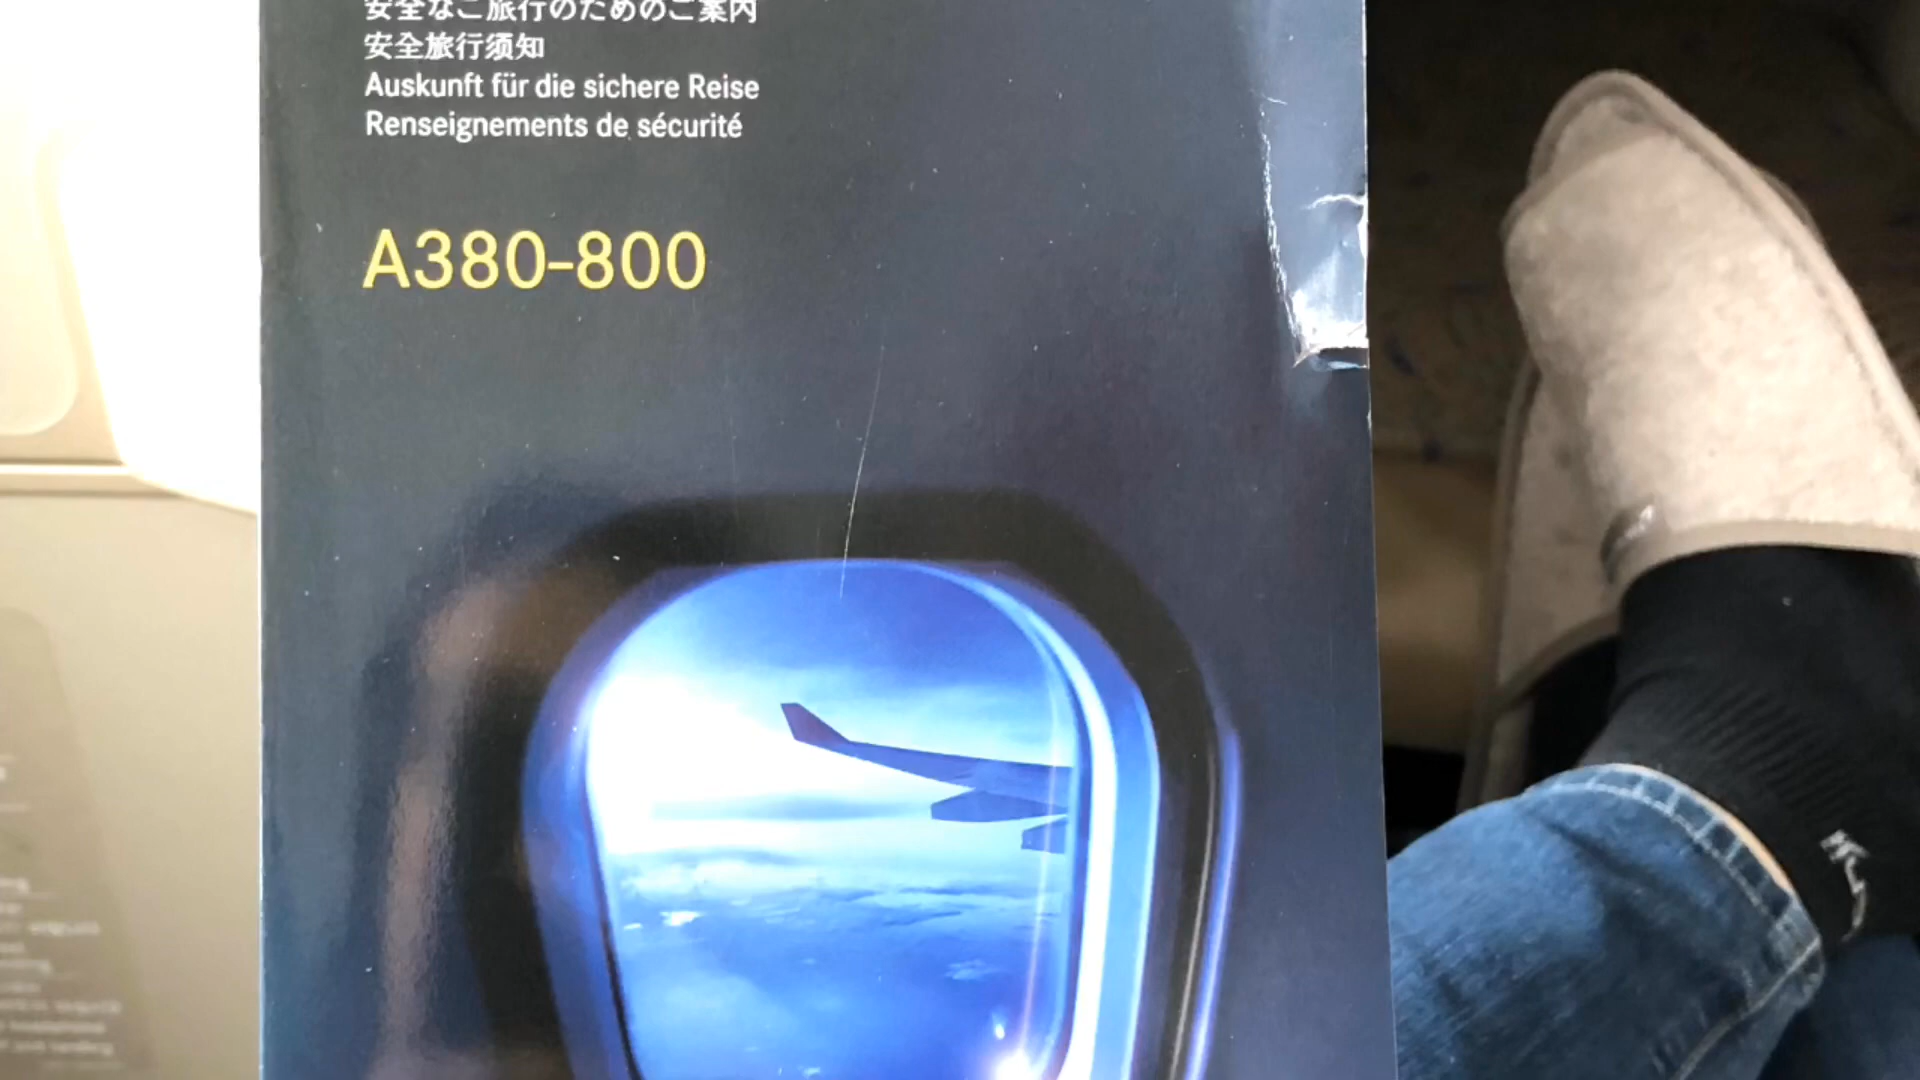 安全なご旅行のためのご案内
安全旅行须知
Auskunft für die sichere Reise
Renseignements de sécurité
A380-800